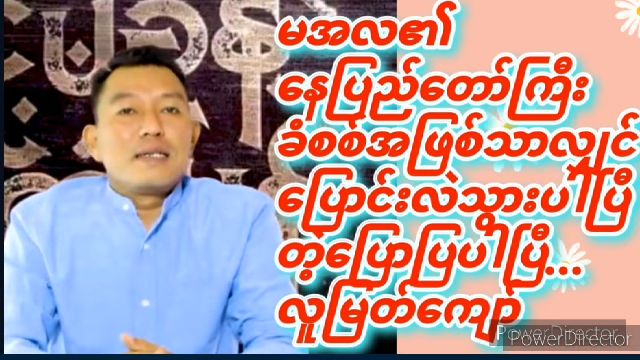 မအလ၏
နေပြည်တော်ကြီး
ခံစစ်အဖြစ်သာလျှင်
ပြောင်းလဲသွားပါပြီ
တဲ့ပြောပြပါပြီ...
လူမြတ်ကျော်
PowerDirector
PowerDirector